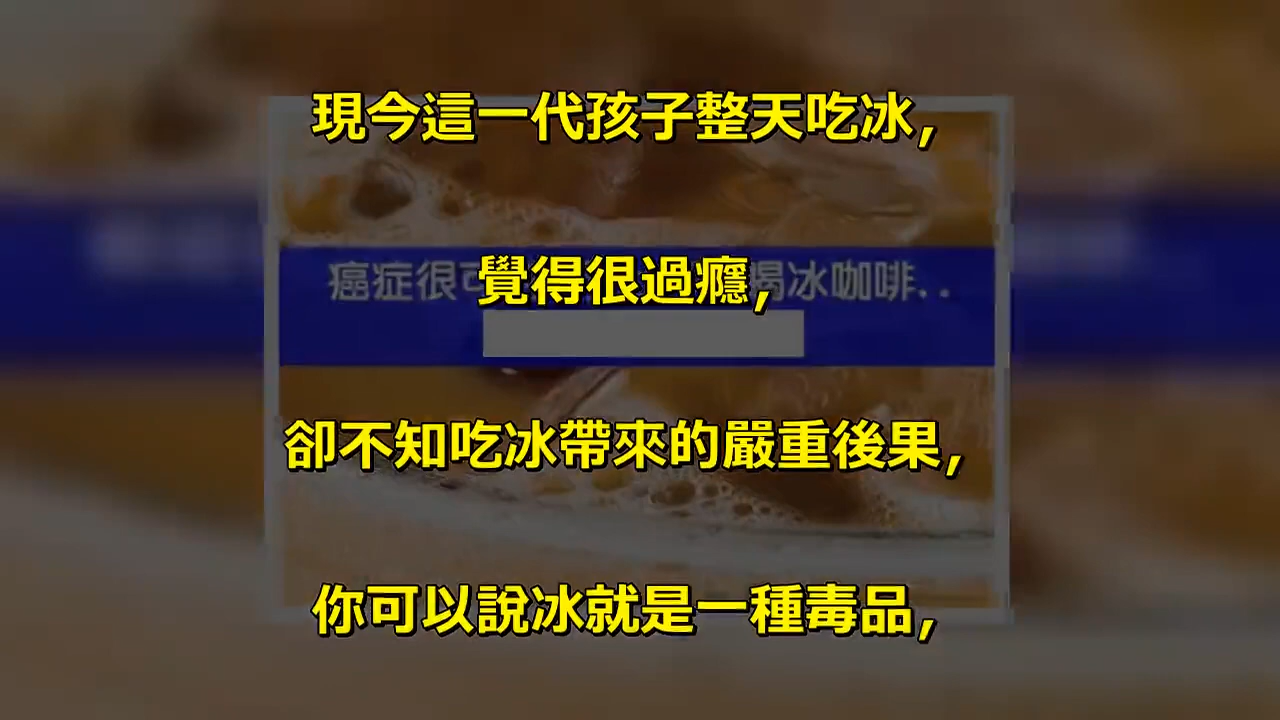 現今這一代孩子整天吃冰，
癌症很可
喝冰咖啡..
覺得很過癮，
卻不知吃冰帶來的嚴重後果，
你可以說冰就是一種毒品，